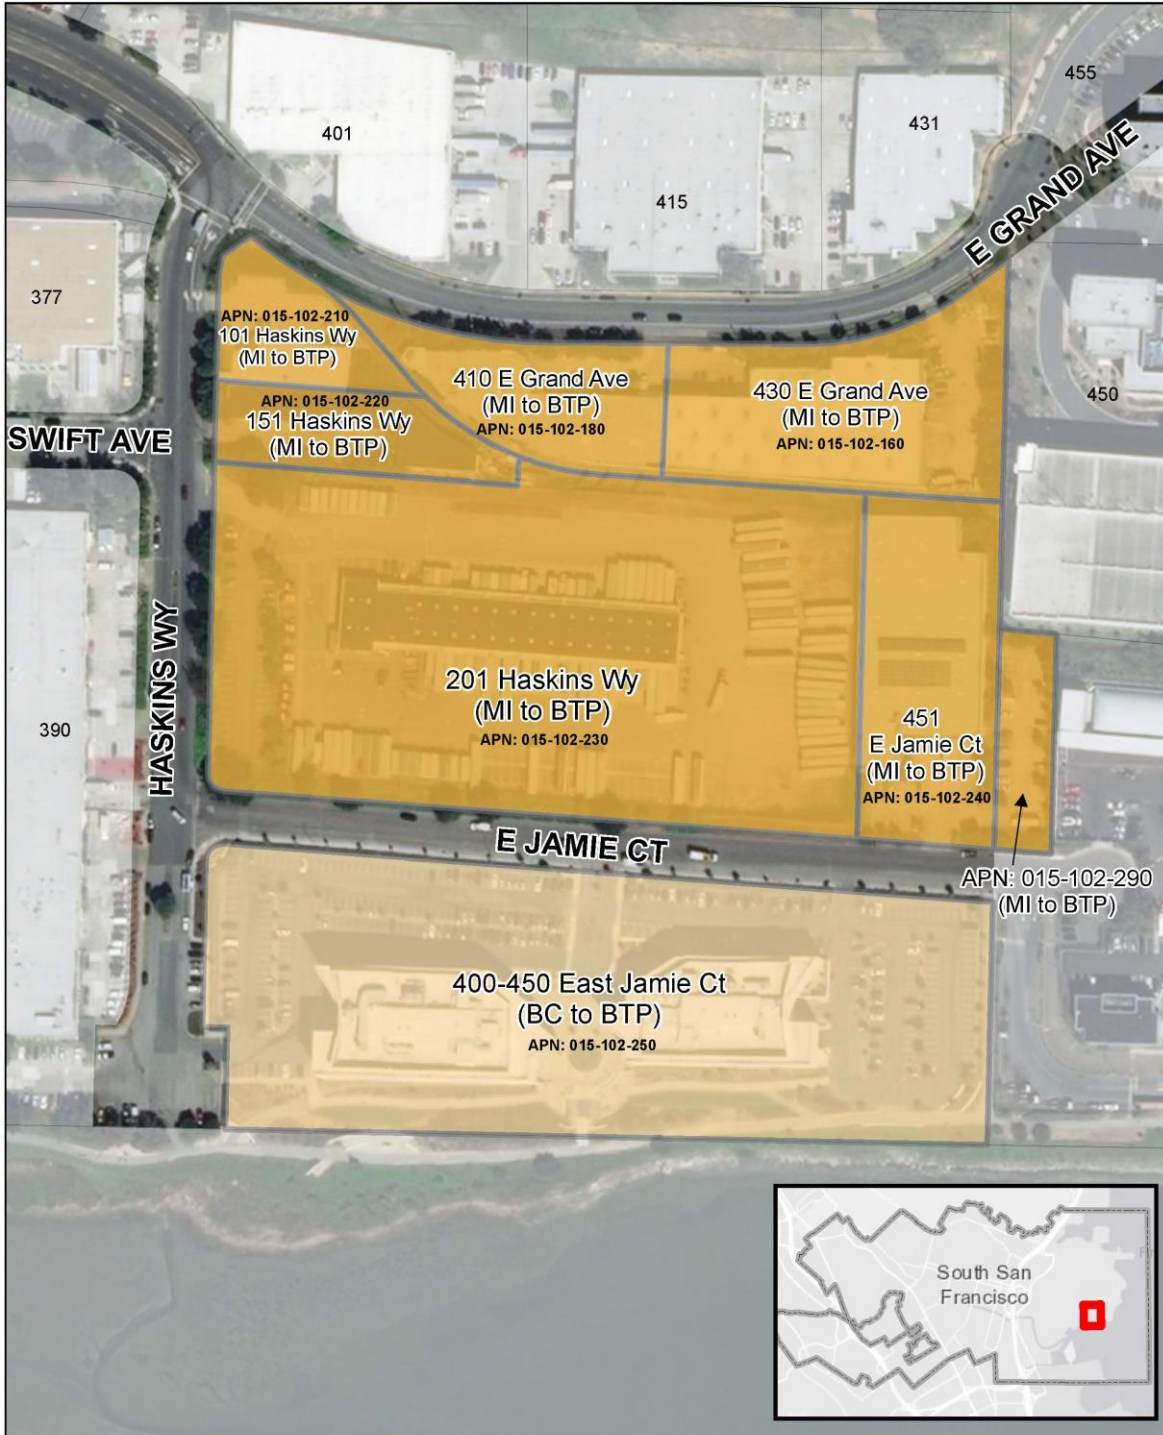 455
401
431
415
E GRAND AVE
377
APN: 015-102-210
101 Haskins Wy
(MI to BTP)
410 E Grand Ave
(MI to BTP)
APN: 015-102-180
430 E Grand Ave
(MI to BTP)
APN: 015-102-160
450
APN: 015-102-220
151 Haskins Wy
(MI to BTP)
SWIFT AVE
HASKINS WY
390
201 Haskins Wy
(MI to BTP)
APN: 015-102-230
451
E Jamie Ct
(MI to BTP)
APN: 015-102-240
E JAMIE CT
APN: 015-102-290
(MI to BTP)
400-450 East Jamie Ct
(BC to BTP)
APN: 015-102-250
South San
Francisco